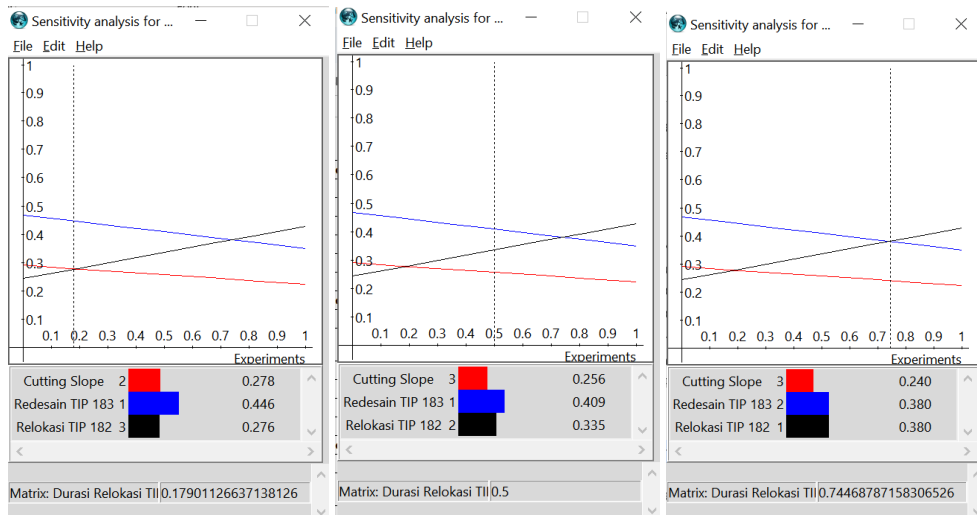 Sensitivity analysis for ...
File Edit Help
1
0.9
0.8
0.7
0.6
0.5
0.4
0.3
0.2
0.1
0.1 0.2 0.3 0.4 0.5 0.6 0.7 0.8 0.9 1
Experiments
Cutting Slope 2 0.278
Redesain TIP 183 1 0.446
Relokasi TIP 182 3 0.276
Matrix: Durasi Relokasi TII 0.17901126637138126
Sensitivity analysis for ...
File Edit Help
1
0.9
0.8
0.7
0.6
0.5
0.4
0.3
0.2
0.1
0.1 0.2 0.3 0.4 0.5 0.6 0.7 0.8 0.9 1
Experiments
Cutting Slope 3 0.256
Redesain TIP 183 1 0.409
Relokasi TIP 182 2 0.335
Matrix: Durasi Relokasi TII 0.5
Sensitivity analysis for ...
File Edit Help
1
0.9
0.8
0.7
0.6
0.5
0.4
0.3
0.2
0.1
0.1 0.2 0.3 0.4 0.5 0.6 0.7 0.8 0.9 1
Experiments
Cutting Slope 3 0.240
Redesain TIP 183 2 0.380
Relokasi TIP 182 1 0.380
Matrix: Durasi Relokasi TII 0.74468787158306526